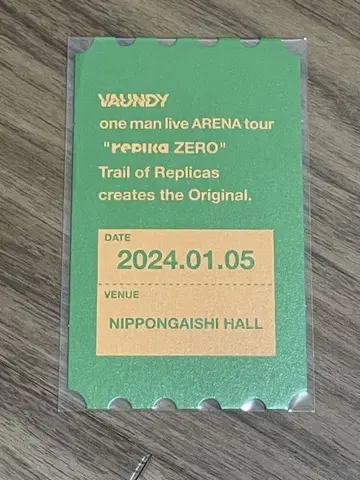 VAUNDY
one man live ARENA tour
"replica ZERO"
Trail of Replicas
creates the Original.
DATE
2024.01.05
VENUE
NIPPONGAISHI HALL